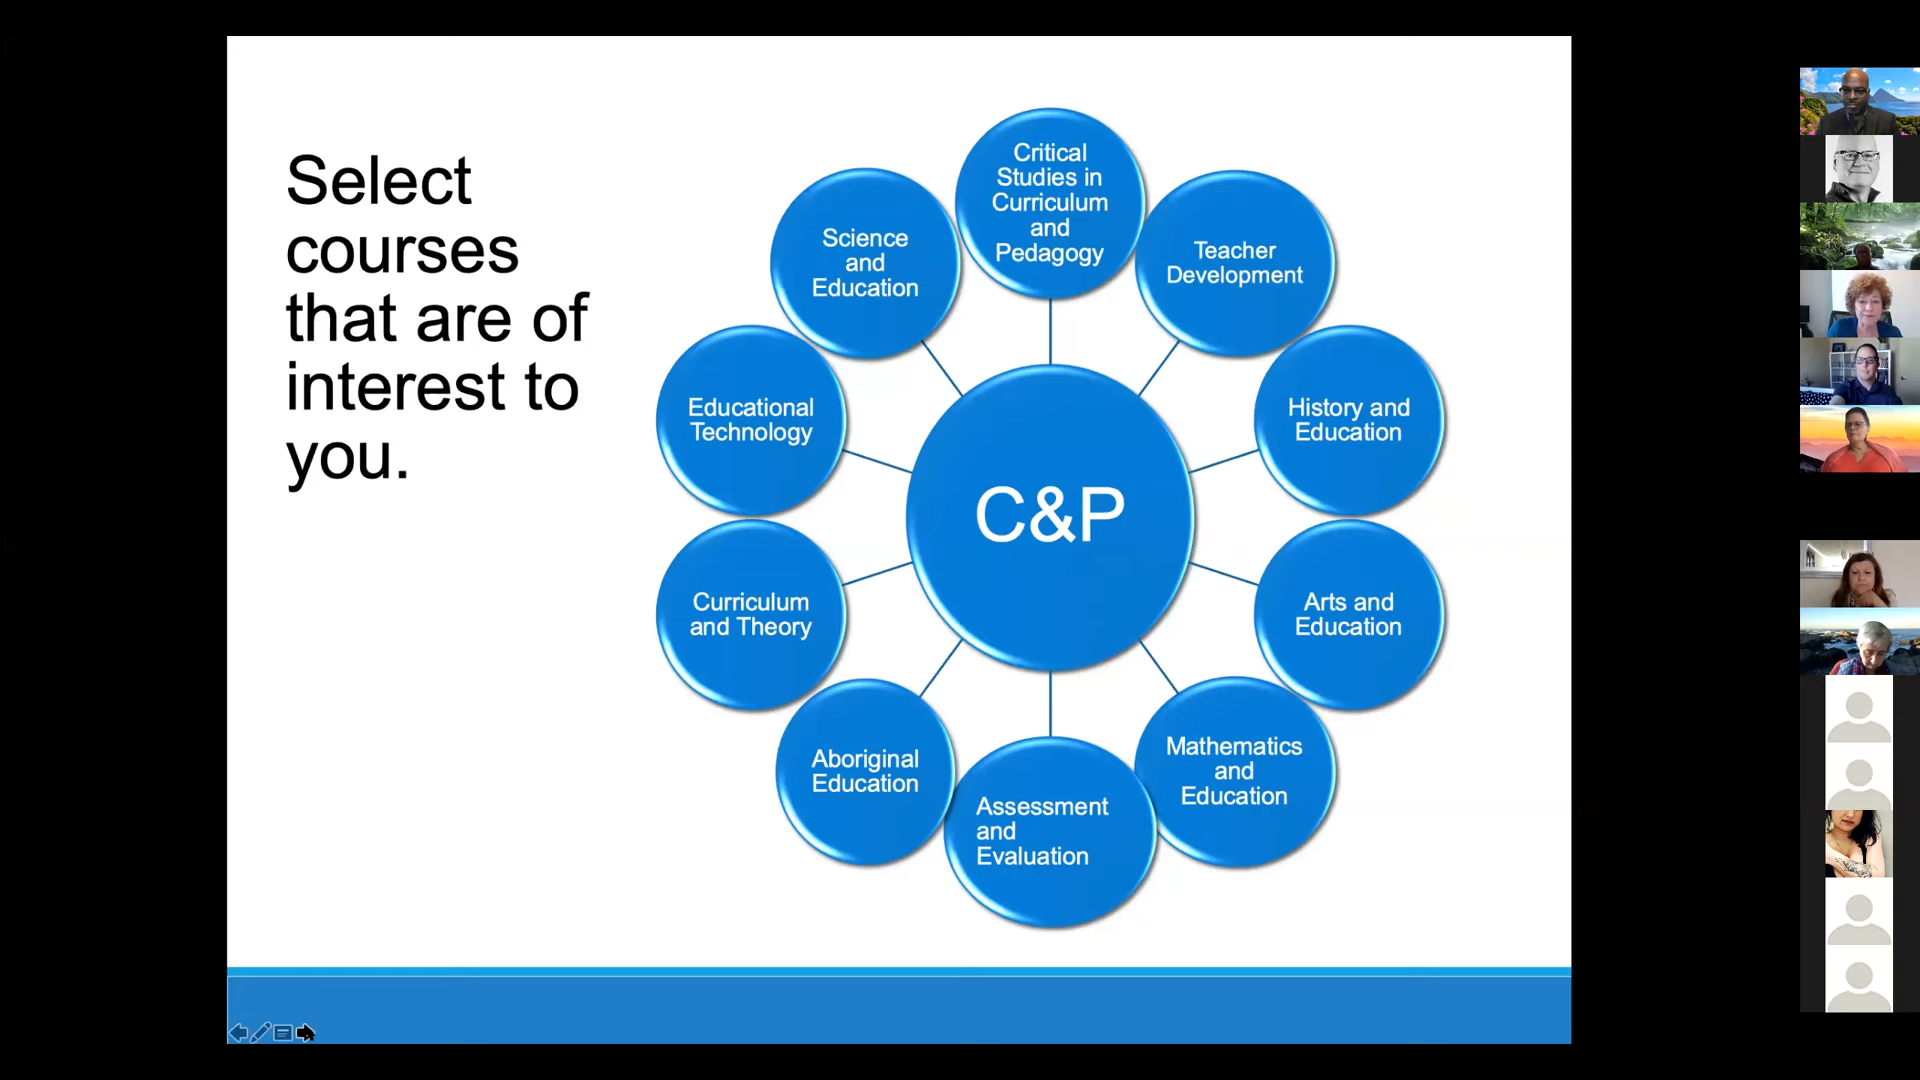 Select
courses
that are of
interest to
you.
Critical
Studies in
Curriculum
and
Pedagogy
Teacher
Development
History and
Education
Arts and
Education
Mathematics
and
Education
Assessment
and
Evaluation
Aboriginal
Education
Curriculum
and Theory
Educational
Technology
Science
and
Education
C&P